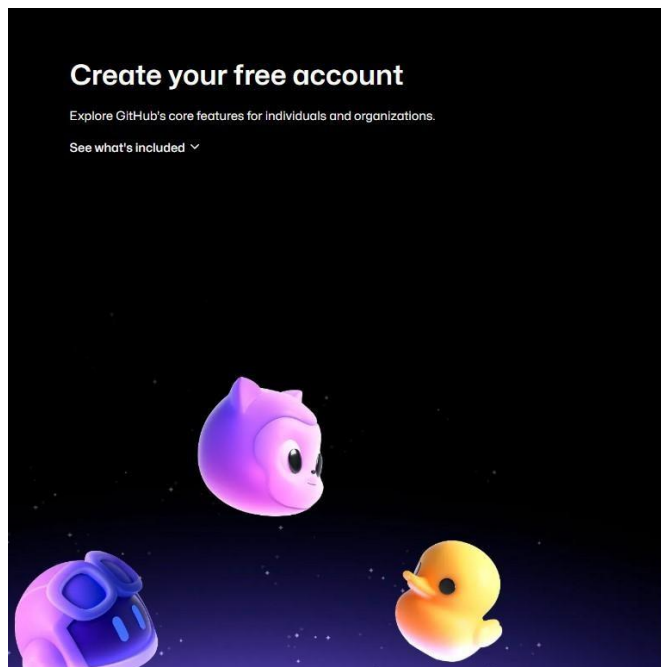 Create your free account
Explore GitHub's core features for individuals and organizations.
See what's included